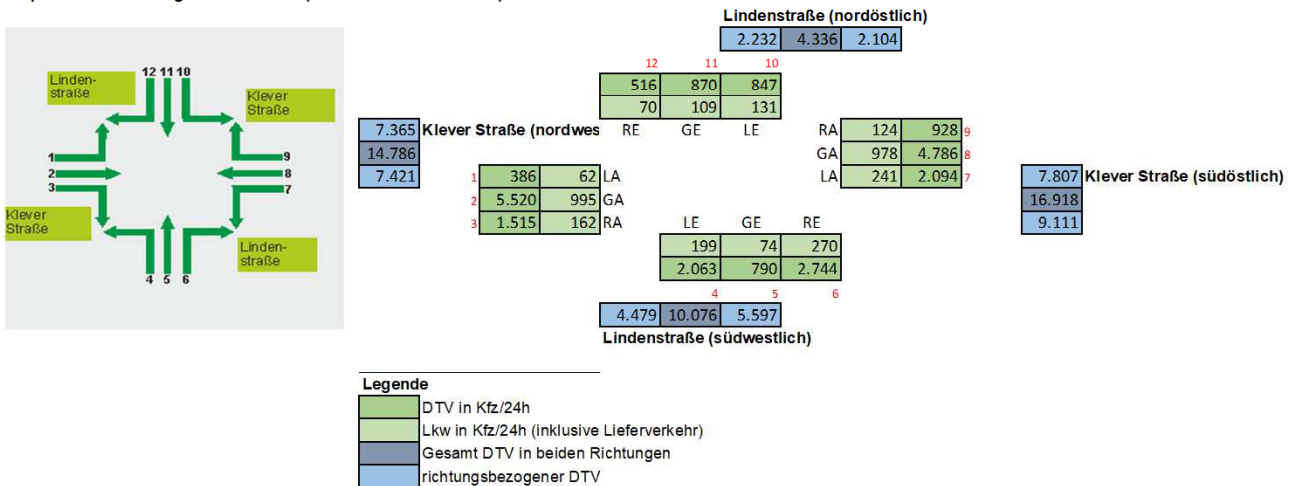 Lindenstraße (nordöstlich)
2.232 4.336 2.104
12 11 10
516 870 847
70 109 131
RE GE LE
12 11 10
Linden-
straße
Klever
Straße
1
2
3
9
8
7
Klever
Straße
Linden-
straße
4 5 6
7.365 Klever Straße (nordwes
14.786
7.421
1 386 62 LA
2 5.520 995 GA
3 1.515 162 RA
RA 124 928 9
GA 978 4.786 8
LA 241 2.094 7
7.807 Klever Straße (südöstlich)
16.918
9.111
LE GE RE
199 74 270
2.063 790 2.744
4 5 6
4.479 10.076 5.597
Lindenstraße (südwestlich)
Legende
DTV in Kfz/24h
Lkw in Kfz/24h (inklusive Lieferverkehr)
Gesamt DTV in beiden Richtungen
richtungsbezogener DTV